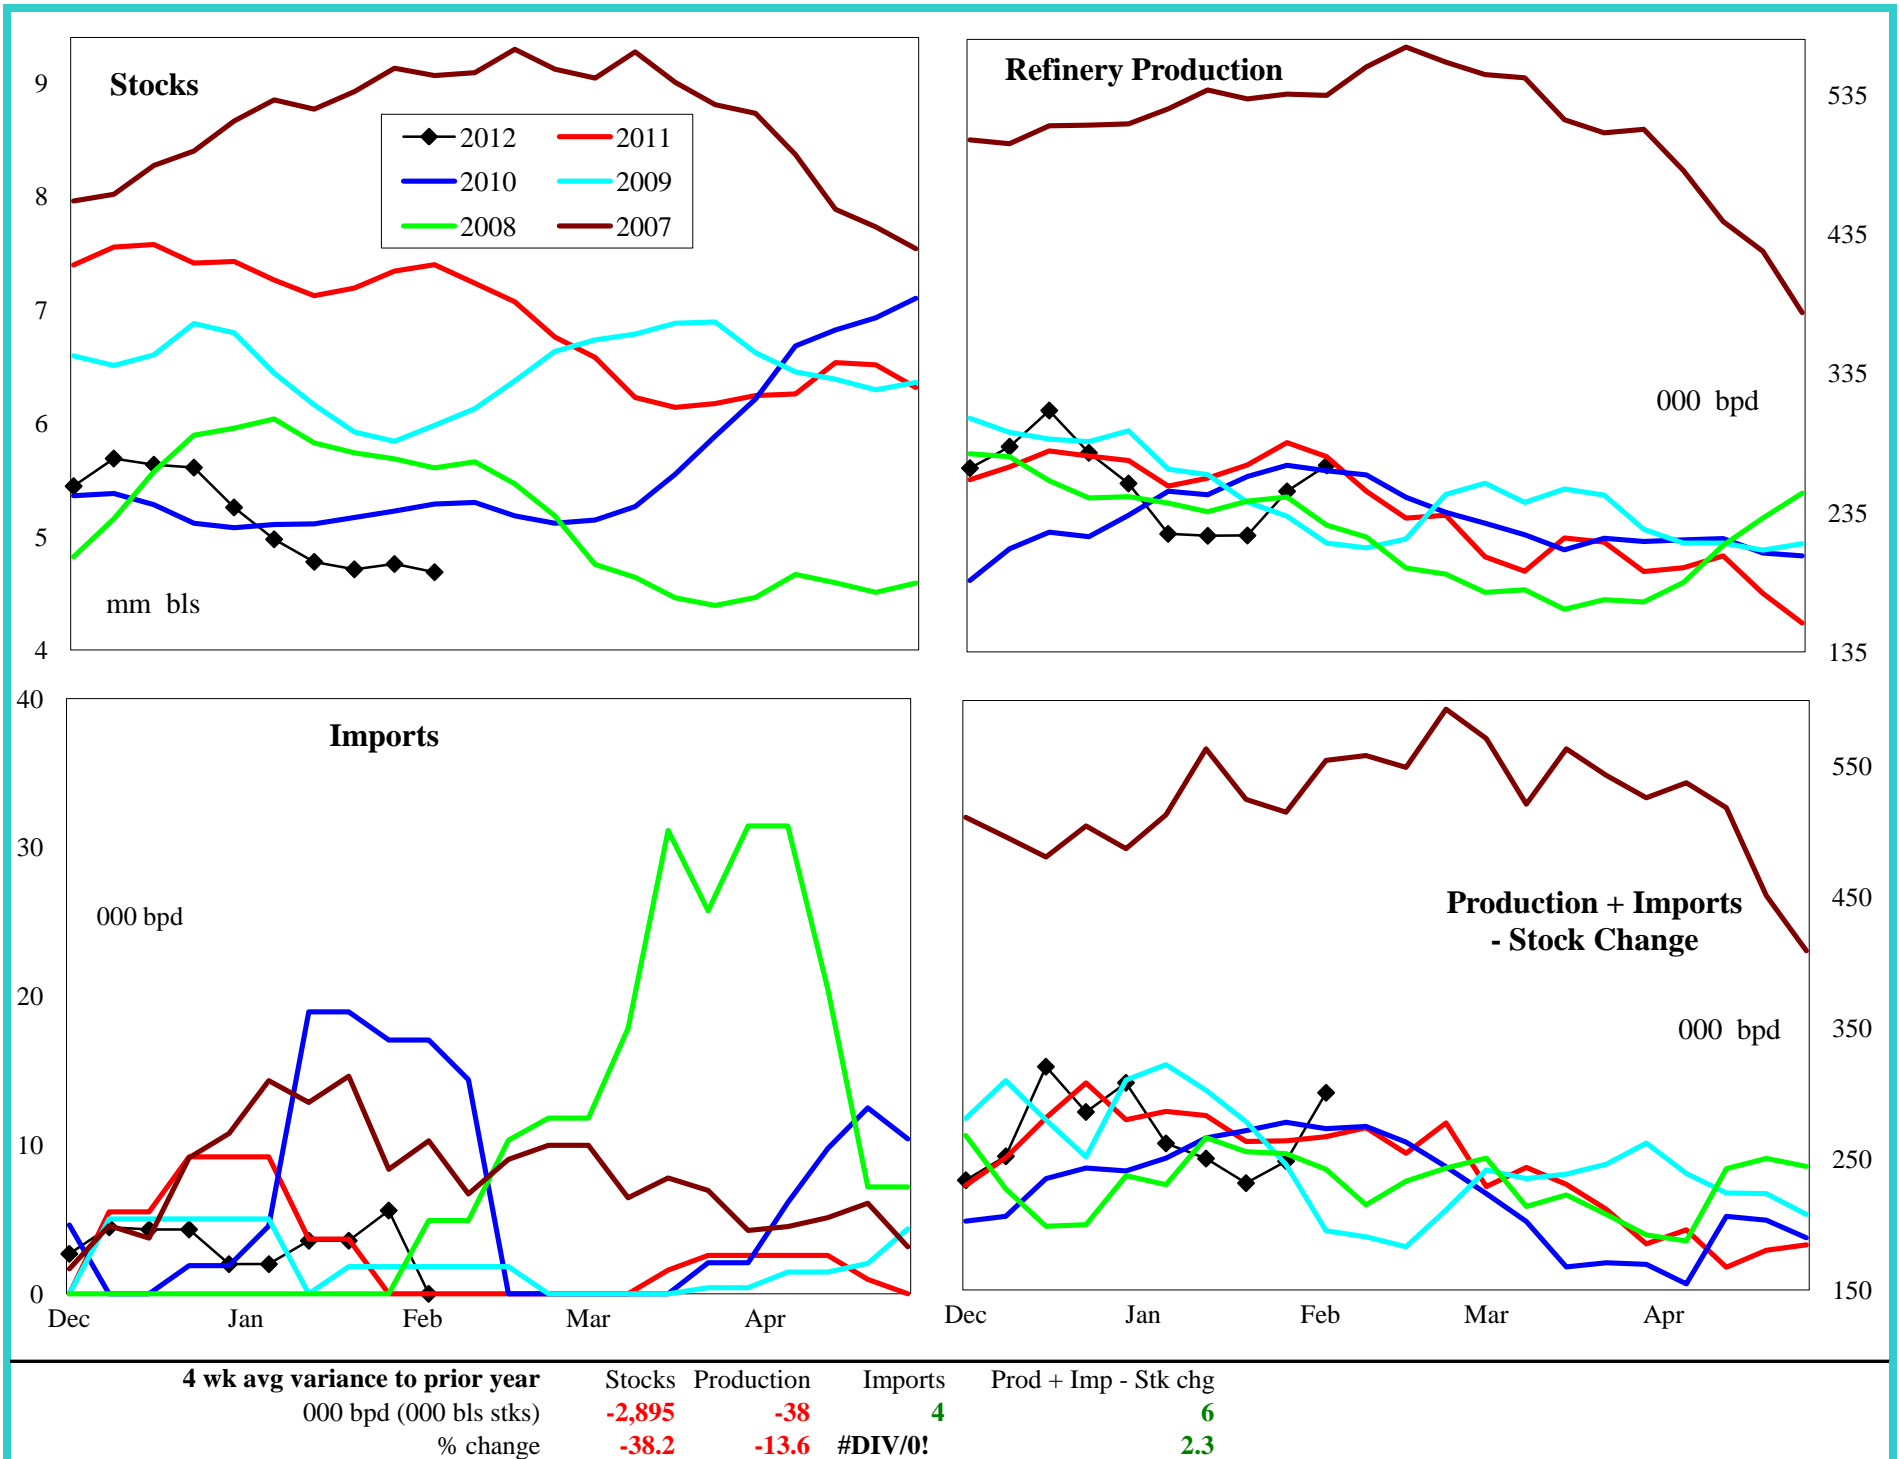 Stocks
9
8
7
6
5
4
2012 2011
2010 2009
2008 2007
mm bls
Refinery Production
535
435
335
235
135
000 bpd
Imports
40
30
20
10
0
000 bpd
Dec Jan Feb Mar Apr
Production + Imports
- Stock Change
550
450
350
250
150
000 bpd
Dec Jan Feb Mar Apr
4 wk avg variance to prior year Stocks Production Imports Prod + Imp - Stk chg
000 bpd (000 bls stks) -2,895 -38 4 6
% change -38.2 -13.6 #DIV/0! 2.3